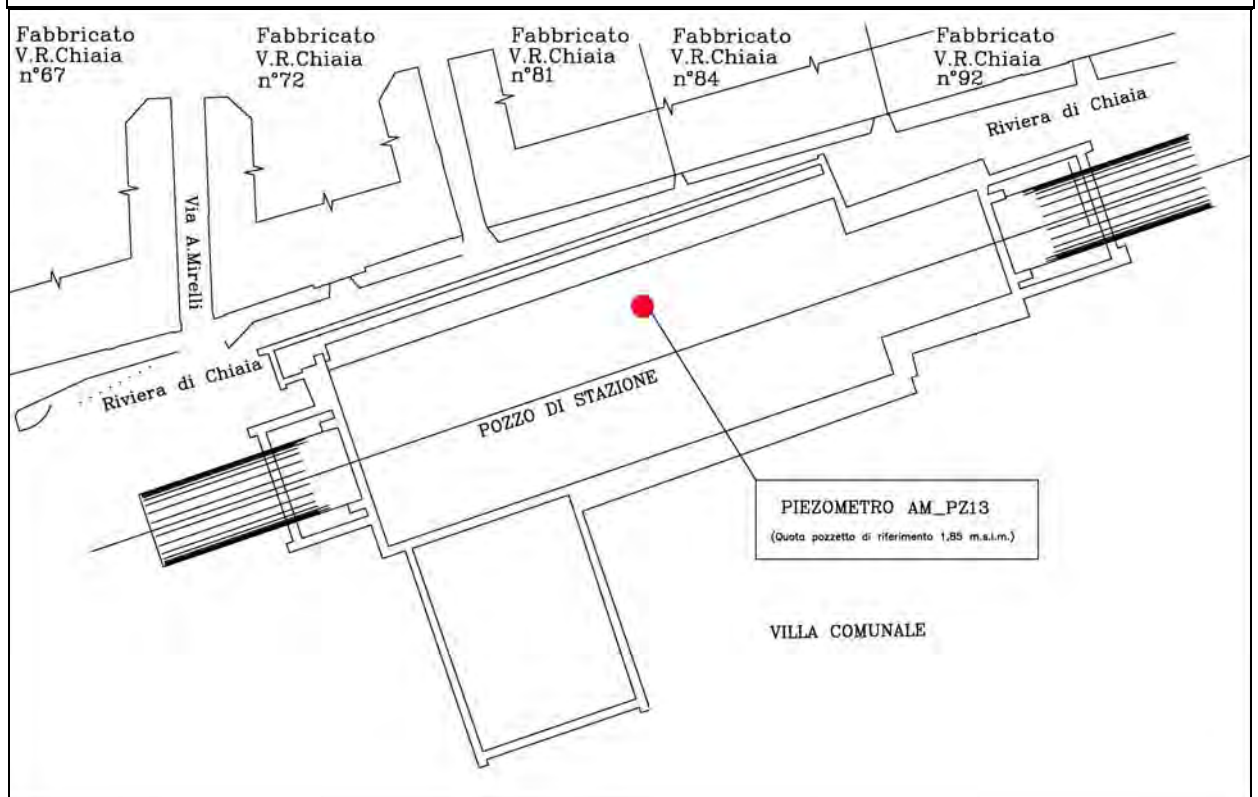 Fabbricato
V.R.Chiaia
n°67
Fabbricato
V.R.Chiaia
n°72
Fabbricato
V.R.Chiaia
n°81
Fabbricato
V.R.Chiaia
n°84
Fabbricato
V.R.Chiaia
n°92
Riviera di Chiaia
Via A.Mirelli
Riviera di Chiaia
POZZO DI STAZIONE
PIEZOMETRO AM_PZ13
(Quota pozzetto di riferimento 1,85 m.s.l.m.)
VILLA COMUNALE